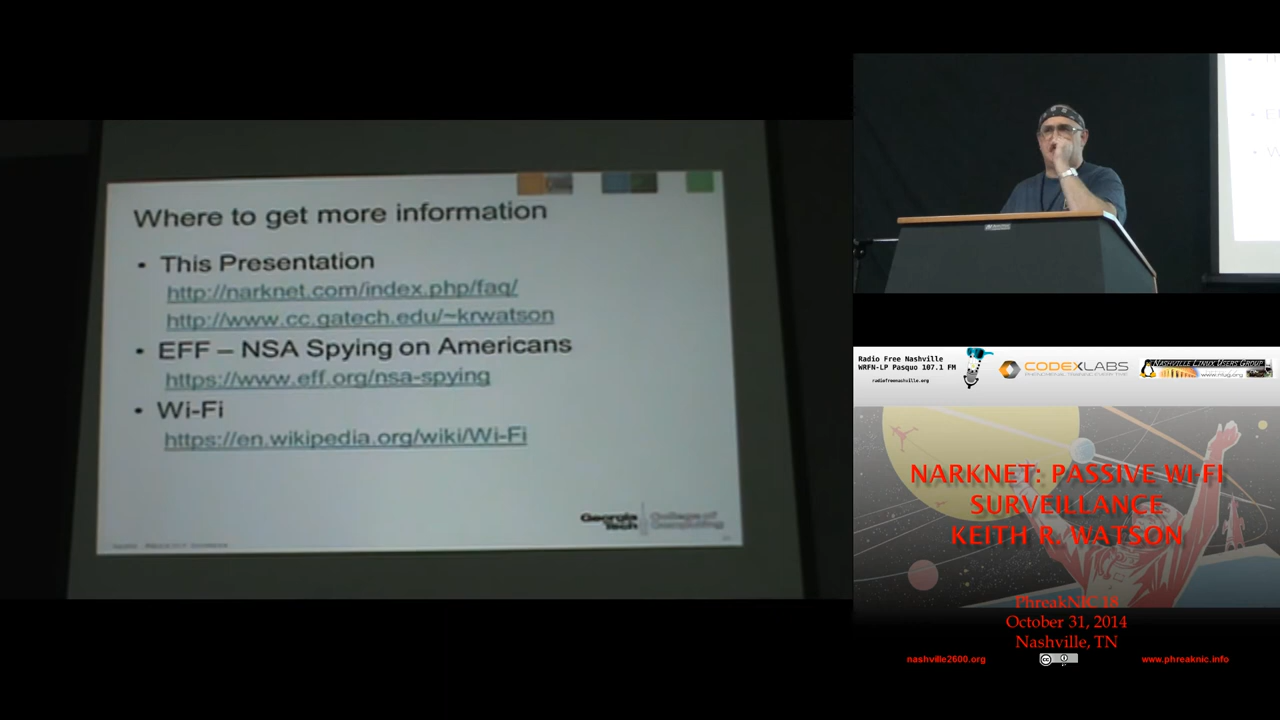 Where to get more information
• This Presentation
http://narknet.com/index.php/faq/
http://www.cc.gatech.edu/~krwatson
• EFF – NSA Spying on Americans
https://www.eff.org/nsa-spying
• Wi-Fi
https://en.wikipedia.org/wiki/Wi-Fi
Georgia Tech
College of Computing
Radio Free Nashville
WRFN-LP Pasquo 107.1 FM
radiofreenashville.org
CODEXLABS
NASHVILLE LINUX USERS GROUP
www.nlug.org
NARKNET: PASSIVE WI-FI
SURVEILLANCE
KEITH R. WATSON
PhreakNIC 18
October 31, 2014
Nashville, TN
nashville2600.org
cc
www.phreaknic.info